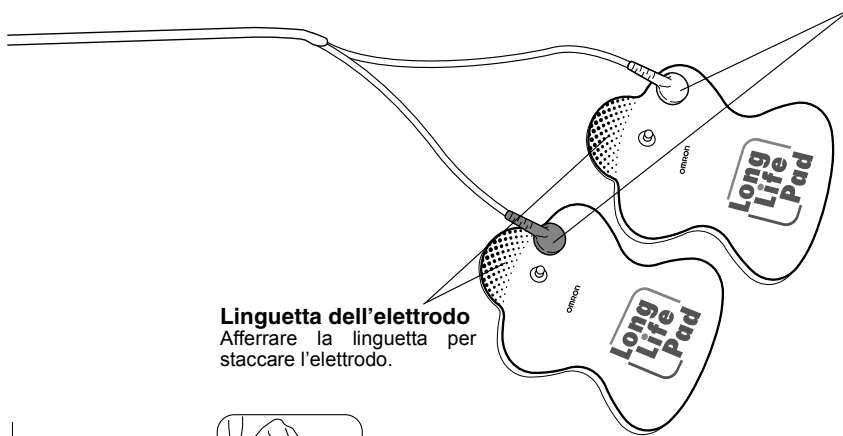 OMRON
Long
Life
Pad
OMRON
Long
Life
Pad
Linguetta dell’elettrodo
Afferrare la linguetta per
staccare l’elettrodo.